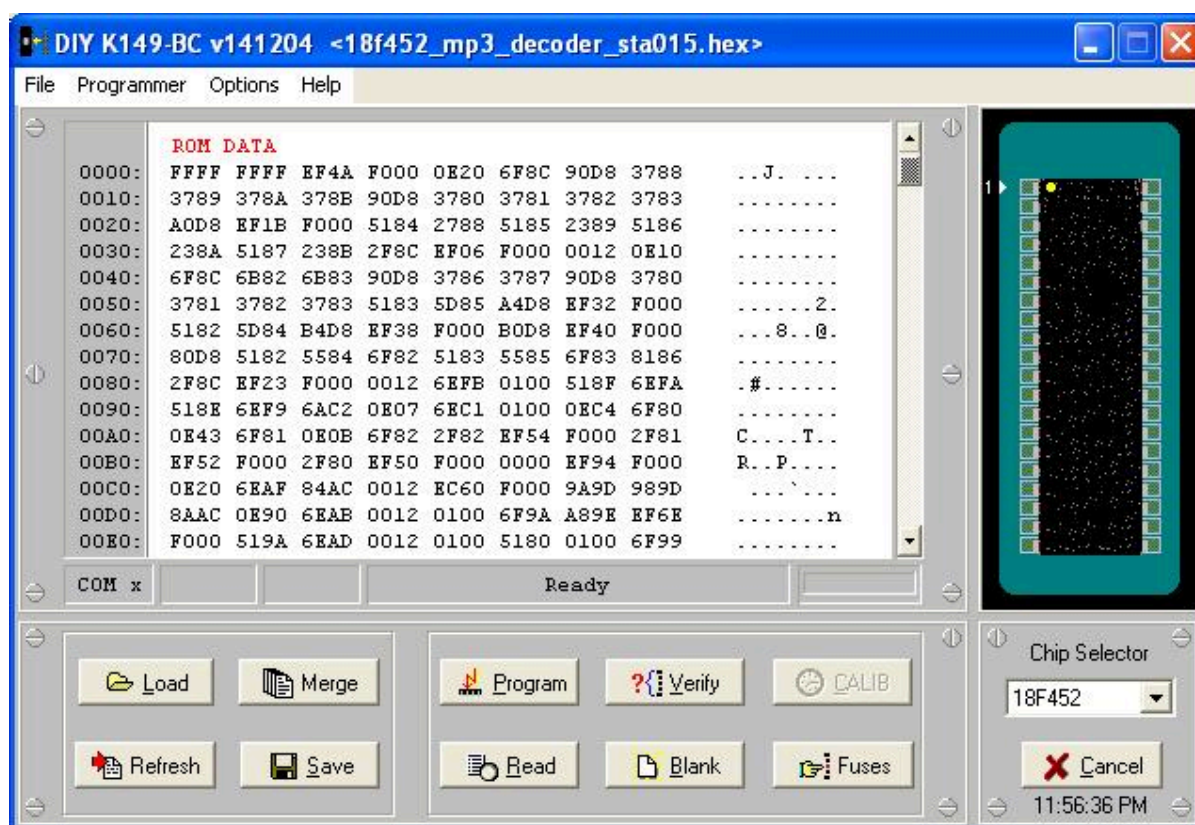 DIY K149-BC v141204 <18f452_mp3_decoder_sta015.hex>
File Programmer Options Help
ROM DATA
0000: FFFF FFFF EF4A F000 0E20 6F8C 90D8 3788 ..J. ...
0010: 3789 378A 378B 90D8 3780 3781 3782 3783 ........
0020: A0D8 EF1B F000 5184 2788 5185 2389 5186 ........
0030: 238A 5187 238B 2F8C EF06 F000 0012 0E10 ........
0040: 6F8C 6B82 6B83 90D8 3786 3787 90D8 3780 ........
0050: 3781 3782 3783 5183 5D85 A4D8 EF32 F000 ......2.
0060: 5182 5D84 B4D8 EF38 F000 B0D8 EF40 F000 ...8..@.
0070: 80D8 5182 5584 6F82 5183 5585 6F83 8186 ........
0080: 2F8C EF23 F000 0012 6EFB 0100 518F 6EFA .#......
0090: 518E 6EF9 6AC2 0E07 6EC1 0100 0EC4 6F80 ........
00A0: 0E43 6F81 0E0B 6F82 2F82 EF54 F000 2F81 C....T..
00B0: EF52 F000 2F80 EF50 F000 0000 EF94 F000 R..P....
00C0: 0E20 6EAF 84AC 0012 EC60 F000 9A9D 989D ...`...
00D0: 8AAC 0E90 6EAB 0012 0100 6F9A A89E EF6E .......n
00E0: F000 519A 6EAD 0012 0100 5180 0100 6F99 ........
1
COM x Ready
Load Merge Program Verify CALIB
Refresh Save Read Blank Fuses
Chip Selector
18F452
Cancel
11:56:36 PM